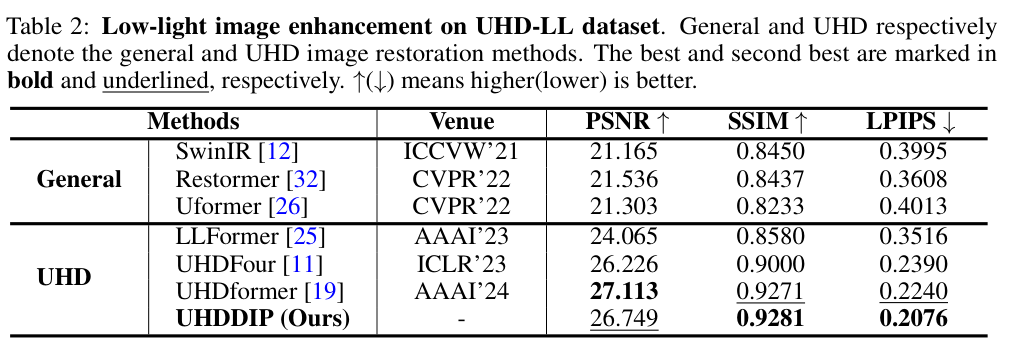 Table 2: Low-light image enhancement on UHD-LL dataset. General and UHD respectively
denote the general and UHD image restoration methods. The best and second best are marked in
bold and underlined, respectively. ↑(↓) means higher(lower) is better.
Methods Venue PSNR ↑ SSIM ↑ LPIPS ↓
General
SwinIR [12] ICCVW'21 21.165 0.8450 0.3995
Restormer [32] CVPR'22 21.536 0.8437 0.3608
Uformer [26] CVPR'22 21.303 0.8233 0.4013
UHD
LLFormer [25] AAAI'23 24.065 0.8580 0.3516
UHDFour [11] ICLR'23 26.226 0.9000 0.2390
UHDformer [19] AAAI'24 27.113 0.9271 0.2240
UHDDIP (Ours) - 26.749 0.9281 0.2076